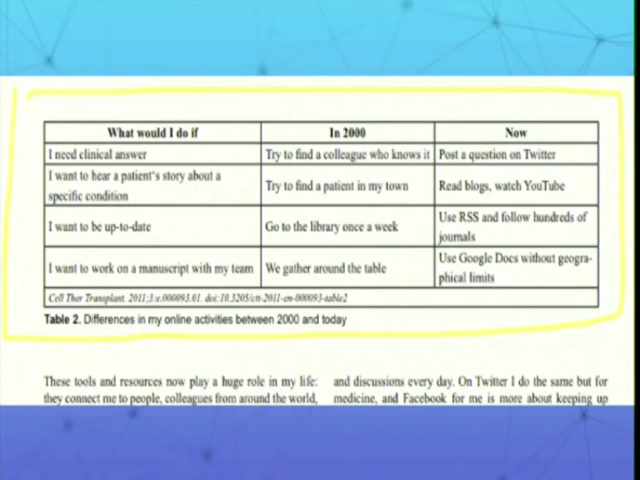 What would I do if In 2000 Now
I need clinical answer Try to find a colleague who knows it Post a question on Twitter
I want to hear a patient's story about a
specific condition Try to find a patient in my town Read blogs, watch YouTube
I want to be up-to-date Go to the library once a week Use RSS and follow hundreds of
journals
I want to work on a manuscript with my team We gather around the table Use Google Docs without geogra-
phical limits
Cell Ther Transplant. 2011;3:e.000093.01. doi:10.3205/ctt-2011-en-000093-table2
Table 2. Differences in my online activities between 2000 and today
These tools and resources now play a huge role in my life:
they connect me to people, colleagues from around the world,
and discussions every day. On Twitter I do the same but for
medicine, and Facebook for me is more about keeping up